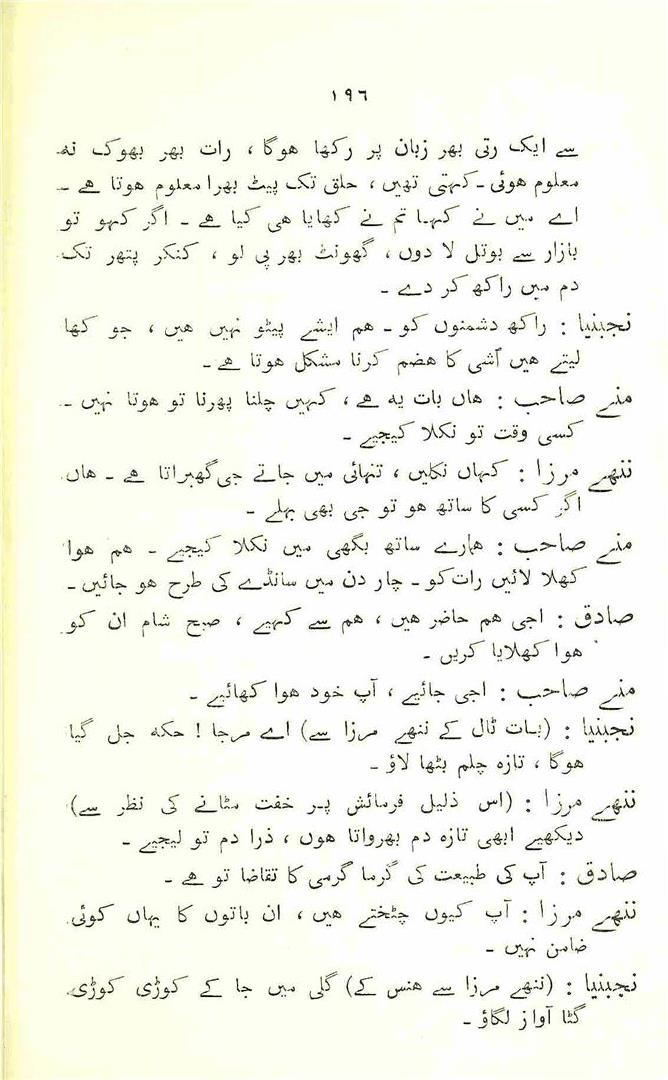 ١٩٦
سے ایک رتی بھر زبان پر رکھا ہوگا ، رات بھر بھوک نہ
معلوم ہوئی ۔ کہتی تھیں ، حلق تک پیٹ بھرا معلوم ہوتا ہے ۔
اے میں نے کہا تم نے کھایا ہی کیا ہے ۔ اگر کہو تو
بازار سے بوتل لا دوں ، گھونٹ بھر پی لو ، کنکر پتھر تک
دم میں راکھ کر دے ۔
نجبنیا : راکھ دشمنوں کو ۔ ہم ایشے پیٹو نہیں ہیں ، جو کھا
لیتے ہیں اُشی کا ہضم کرنا مشکل ہوتا ہے ۔
منے صاحب : ہاں بات یہ ہے ، کہیں چلنا پھرنا تو ہوتا نہیں ۔
کسی وقت تو نکلا کیجیے ۔
ننھے مرزا : کہاں نکلیں ، تنہائی میں جاتے جی گھبراتا ہے ۔ ہاں
اگر کسی کا ساتھ ہو تو جی بھی بہلے ۔
منے صاحب : ہمارے ساتھ بگھی میں نکلا کیجیے ۔ ہم ہوا
کھلا لائیں رات کو ۔ چار دن میں سانڈے کی طرح ہو جائیں ۔
صادق : اجی ہم حاضر ہیں ، ہم سے کہیے ، صبح شام ان کو
ہوا کھلایا کریں ۔
منے صاحب : اجی جائیے ، آپ خود ہوا کھائیے ۔
نجبنیا : (بات ٹال کے ننھے مرزا سے) اے مرجا ! حکہ جل گیا
ہوگا ، تازہ چلم بٹھا لاؤ ۔
ننھے مرزا : (اس ذلیل فرمائش پر خفت مٹانے کی نظر سے)
دیکھیے ابھی تازہ دم بھرواتا ہوں ، ذرا دم تو لیجیے ۔
صادق : آپ کی طبیعت کی گرما گرمی کا تقاضا تو ہے ۔
ننھے مرزا : آپ کیوں چٹختے ہیں ، ان باتوں کا یہاں کوئی
ضامن نہیں ۔
نجبنیا : (ننھے مرزا سے ہنس کے) گلی میں جا کے کوڑی کوڑی
گٹا آواز لگاؤ ۔